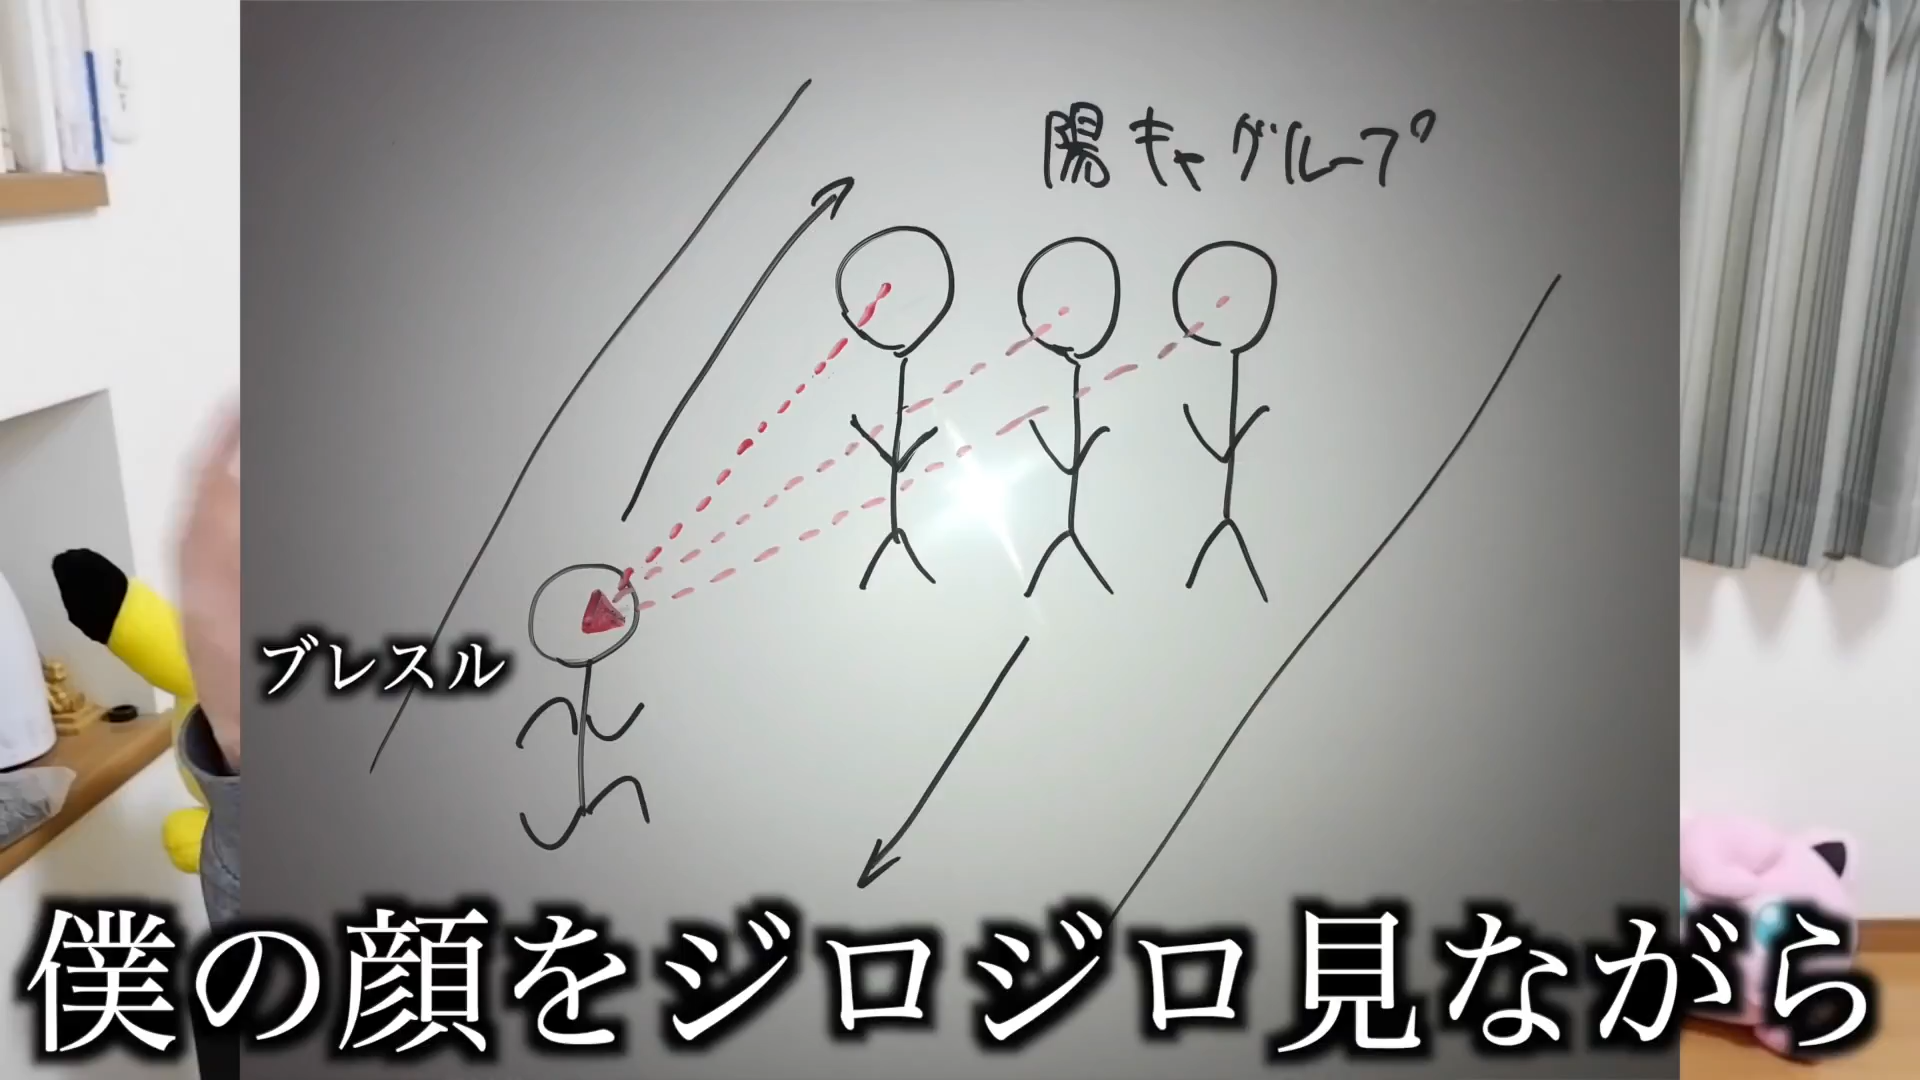 陽キャグループ
ブレスル
僕の顔をジロジロ見ながら